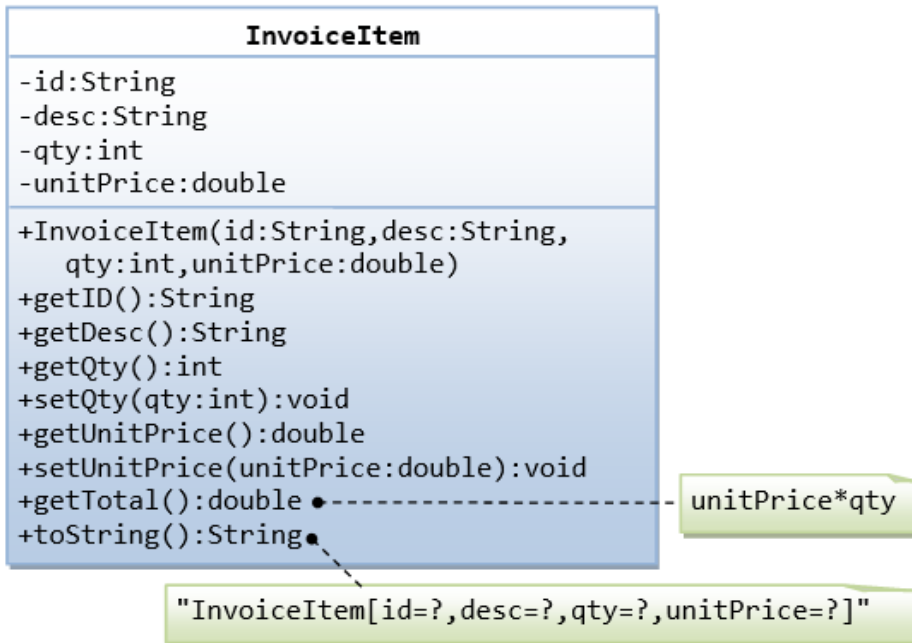 InvoiceItem
-id:String
-desc:String
-qty:int
-unitPrice:double
+InvoiceItem(id:String,desc:String,
qty:int,unitPrice:double)
+getID():String
+getDesc():String
+getQty():int
+setQty(qty:int):void
+getUnitPrice():double
+setUnitPrice(unitPrice:double):void
+getTotal():double
unitPrice*qty
+toString():String
"InvoiceItem[id=?,desc=?,qty=?,unitPrice=?]"